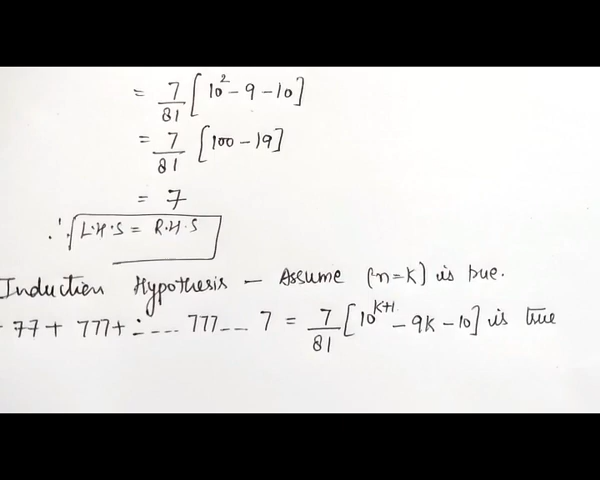 = 7/81 [10² - 9 - 10]
= 7/81 [100 - 19]
= 7
∴ L.H.S = R.H.S
Induction Hypothesis - Assume (n=K) is true.
+ 77 + 777 + - - - - 777 - - 7 = 7/81 [10^{K+1} - 9K - 10] is true